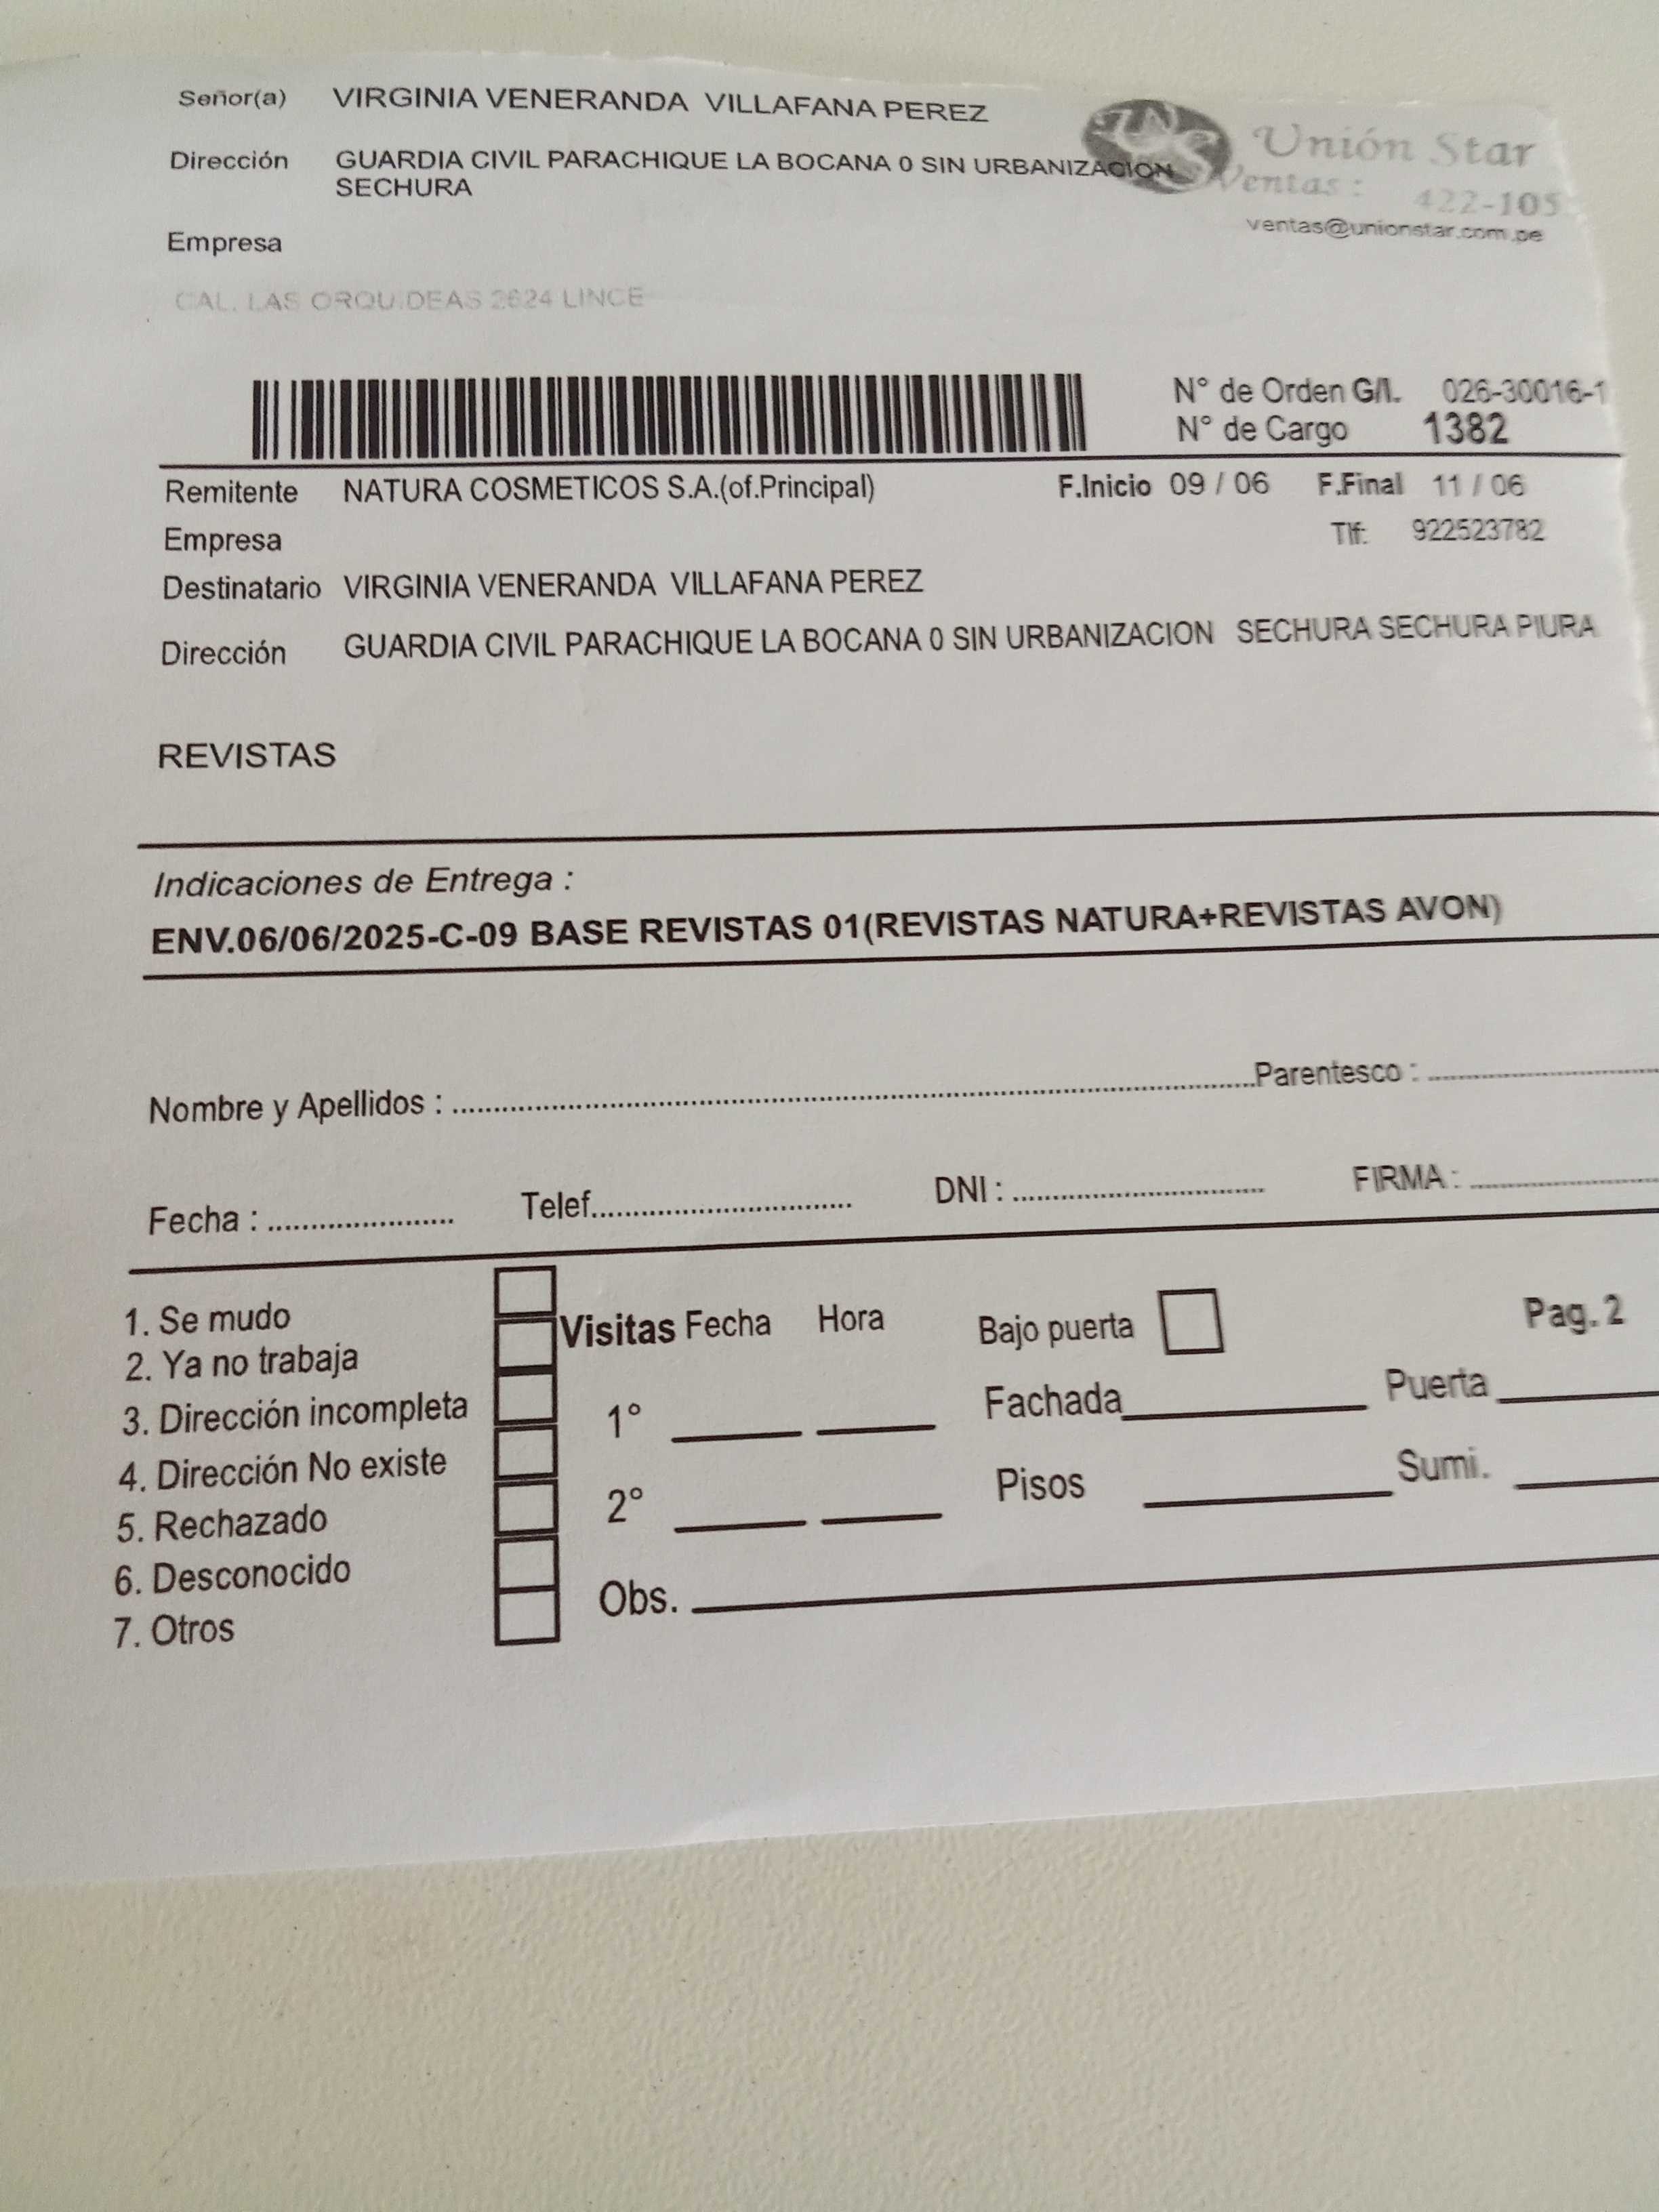 Señor(a) VIRGINIA VENERANDA VILLAFANA PEREZ
Dirección GUARDIA CIVIL PARACHIQUE LA BOCANA 0 SIN URBANIZACION
SECHURA
Unión Star
Ventas : 422-105
ventas@unionstar.com.pe
Empresa
CAL. LAS ORQUIDEAS 2624 LINCE
N° de Orden G/I. 026-30016-1
N° de Cargo 1382
Remitente NATURA COSMETICOS S.A.(of.Principal) F.Inicio 09 / 06 F.Final 11 / 06
Empresa Tlf: 922523782
Destinatario VIRGINIA VENERANDA VILLAFANA PEREZ
Dirección GUARDIA CIVIL PARACHIQUE LA BOCANA 0 SIN URBANIZACION SECHURA SECHURA PIURA
REVISTAS
Indicaciones de Entrega :
ENV.06/06/2025-C-09 BASE REVISTAS 01(REVISTAS NATURA+REVISTAS AVON)
Nombre y Apellidos : Parentesco :
Fecha : Telef. DNI : FIRMA :
1. Se mudo
2. Ya no trabaja
3. Dirección incompleta
4. Dirección No existe
5. Rechazado
6. Desconocido
7. Otros
Visitas Fecha Hora
1°
2°
Obs.
Bajo puerta Pag. 2
Fachada Puerta
Pisos Sumi.